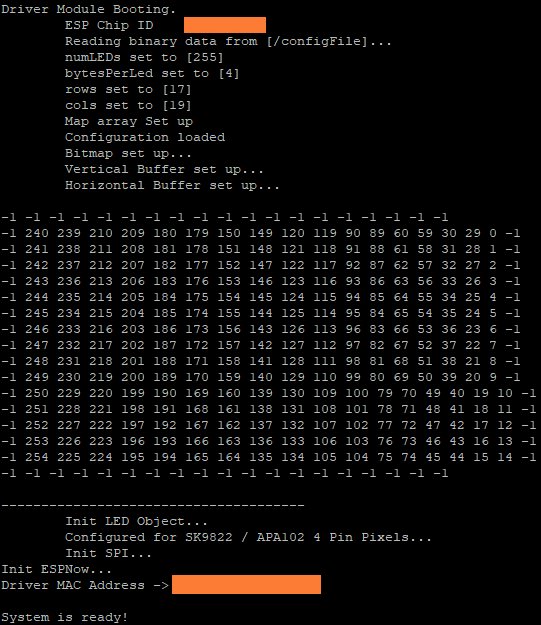 Driver Module Booting.
ESP Chip ID
Reading binary data from [/configFile]...
numLEDs set to [255]
bytesPerLed set to [4]
rows set to [17]
cols set to [19]
Map array Set up
Configuration loaded
Bitmap set up...
Vertical Buffer set up...
Horizontal Buffer set up...
-1 -1 -1 -1 -1 -1 -1 -1 -1 -1 -1 -1 -1 -1 -1 -1 -1 -1 -1
-1 240 239 210 209 180 179 150 149 120 119 90 89 60 59 30 29 0 -1
-1 241 238 211 208 181 178 151 148 121 118 91 88 61 58 31 28 1 -1
-1 242 237 212 207 182 177 152 147 122 117 92 87 62 57 32 27 2 -1
-1 243 236 213 206 183 176 153 146 123 116 93 86 63 56 33 26 3 -1
-1 244 235 214 205 184 175 154 145 124 115 94 85 64 55 34 25 4 -1
-1 245 234 215 204 185 174 155 144 125 114 95 84 65 54 35 24 5 -1
-1 246 233 216 203 186 173 156 143 126 113 96 83 66 53 36 23 6 -1
-1 247 232 217 202 187 172 157 142 127 112 97 82 67 52 37 22 7 -1
-1 248 231 218 201 188 171 158 141 128 111 98 81 68 51 38 21 8 -1
-1 249 230 219 200 189 170 159 140 129 110 99 80 69 50 39 20 9 -1
-1 250 229 220 199 190 169 160 139 130 109 100 79 70 49 40 19 10 -1
-1 251 228 221 198 191 168 161 138 131 108 101 78 71 48 41 18 11 -1
-1 252 227 222 197 192 167 162 137 132 107 102 77 72 47 42 17 12 -1
-1 253 226 223 196 193 166 163 136 133 106 103 76 73 46 43 16 13 -1
-1 254 225 224 195 194 165 164 135 134 105 104 75 74 45 44 15 14 -1
-1 -1 -1 -1 -1 -1 -1 -1 -1 -1 -1 -1 -1 -1 -1 -1 -1 -1 -1
--------------------------------------
Init LED Object...
Configured for SK9822 / APA102 4 Pin Pixels...
Init SPI...
Init ESPNow...
Driver MAC Address ->
System is ready!